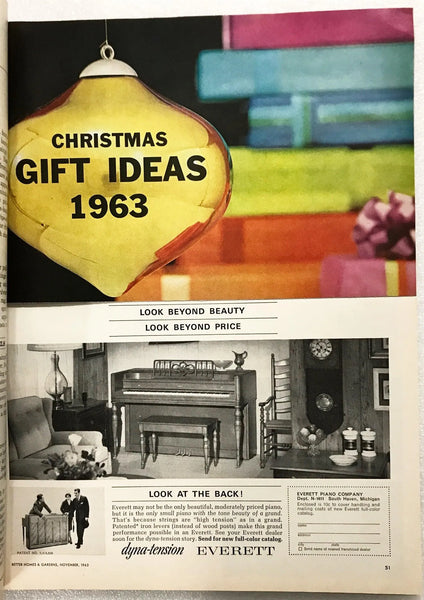 CHRISTMAS
GIFT IDEAS
1963
LOOK BEYOND BEAUTY
LOOK BEYOND PRICE
LOOK AT THE BACK!
Everett may not be the only beautiful, moderately priced piano,
but it is the only small piano with the tone beauty of a grand.
That's because strings are "high tension" as in a grand.
Patented* iron levers (instead of wood posts) make this grand
performance possible in an Everett. See your Everett dealer
soon for the dyna-tension story. Send for new full-color catalog.
dyna-tension EVERETT
EVERETT PIANO COMPANY
Dept. South Haven, Michigan
Enclosed is 10c to cover handling and
mailing costs of new Everett full-color
catalog.
name
address
city state
Send name of nearest franchised dealer
BETTER HOMES & GARDENS, NOVEMBER, 1963
51